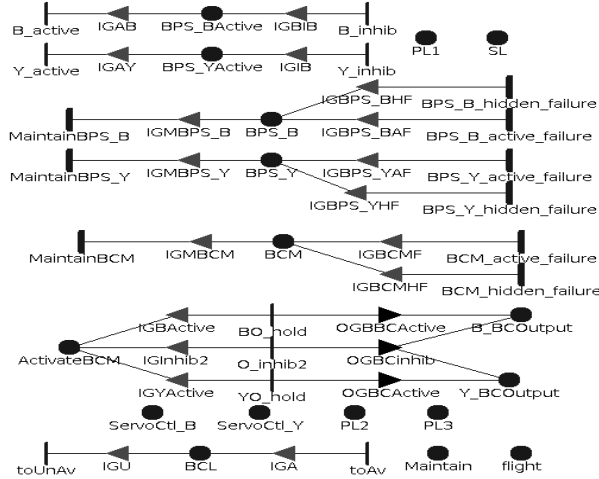 B_active IGAB BPS_BActive IGBIB B_inhib PL1 SL
Y_active IGAY BPS_YActive IGIB Y_inhib
IGBPS_BHF BPS_B_hidden_failure
MaintainBPS_B IGMBPS_B BPS_B IGBPS_BAF BPS_B_active_failure
MaintainBPS_Y IGMBPS_Y BPS_Y IGBPS_YAF BPS_Y_active_failure
IGBPS_YHF BPS_Y_hidden_failure
MaintainBCM IGMBCM BCM IGBCMF BCM_active_failure
IGBCMHF BCM_hidden_failure
IGBActive BO_hold OGBBCActive B_BCOutput
ActivateBCM IGInhib2 O_inhib2 OGBCinhib
IGYActive YO_hold OGBCActive Y_BCOutput
ServoCtl_B ServoCtl_Y PL2 PL3
toUnAv IGU BCL IGA toAv Maintain flight